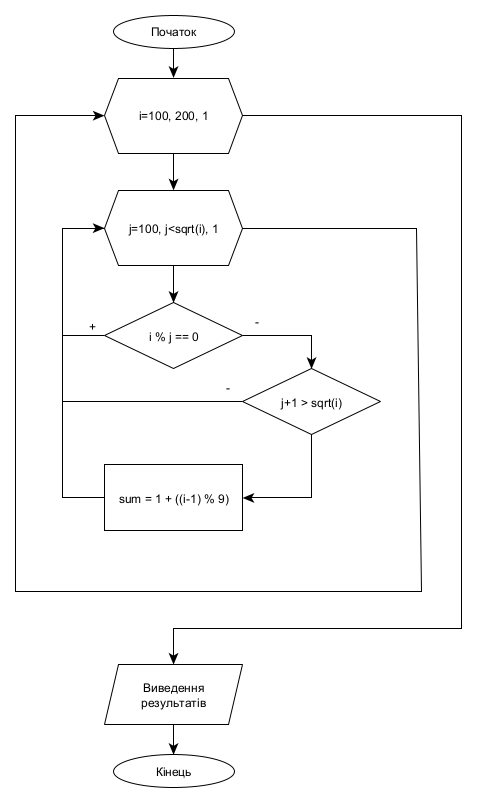 Початок
i=100, 200, 1
j=100, j<sqrt(i), 1
+
i % j == 0
-
-
j+1 > sqrt(i)
sum = 1 + ((i-1) % 9)
Виведення
результатів
Кінець